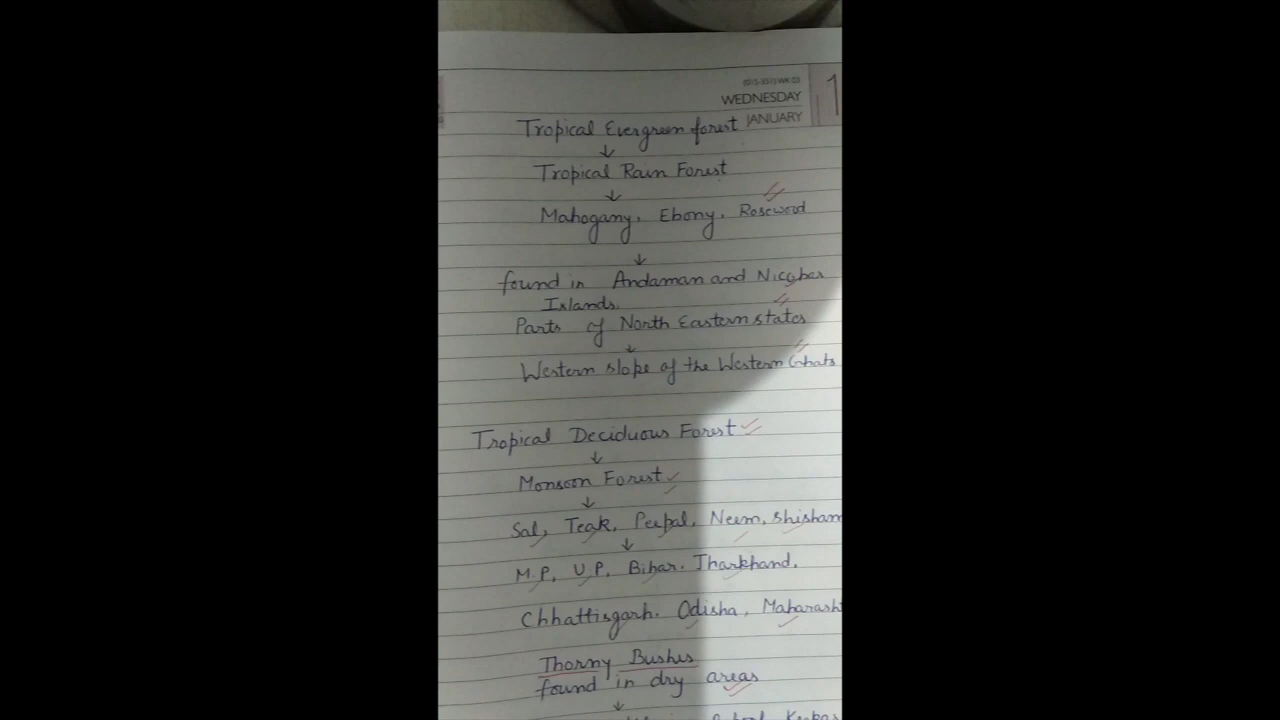 WEDNESDAY
JANUARY
Tropical Evergreen forest
↓
Tropical Rain Forest
↓
Mahogany, Ebony, Rosewood
↓
found in Andaman and Nicobar
Islands.
Parts of North Eastern states
↓
Western slope of the Western Ghats
Tropical Deciduous Forest
↓
Monsoon Forest
↓
Sal, Teak, Peepal, Neem, Shisham
↓
M.P, U.P, Bihar. Jharkhand.
Chhattisgarh. Odisha, Maharasht
Thorny Bushes
found in dry areas
↓